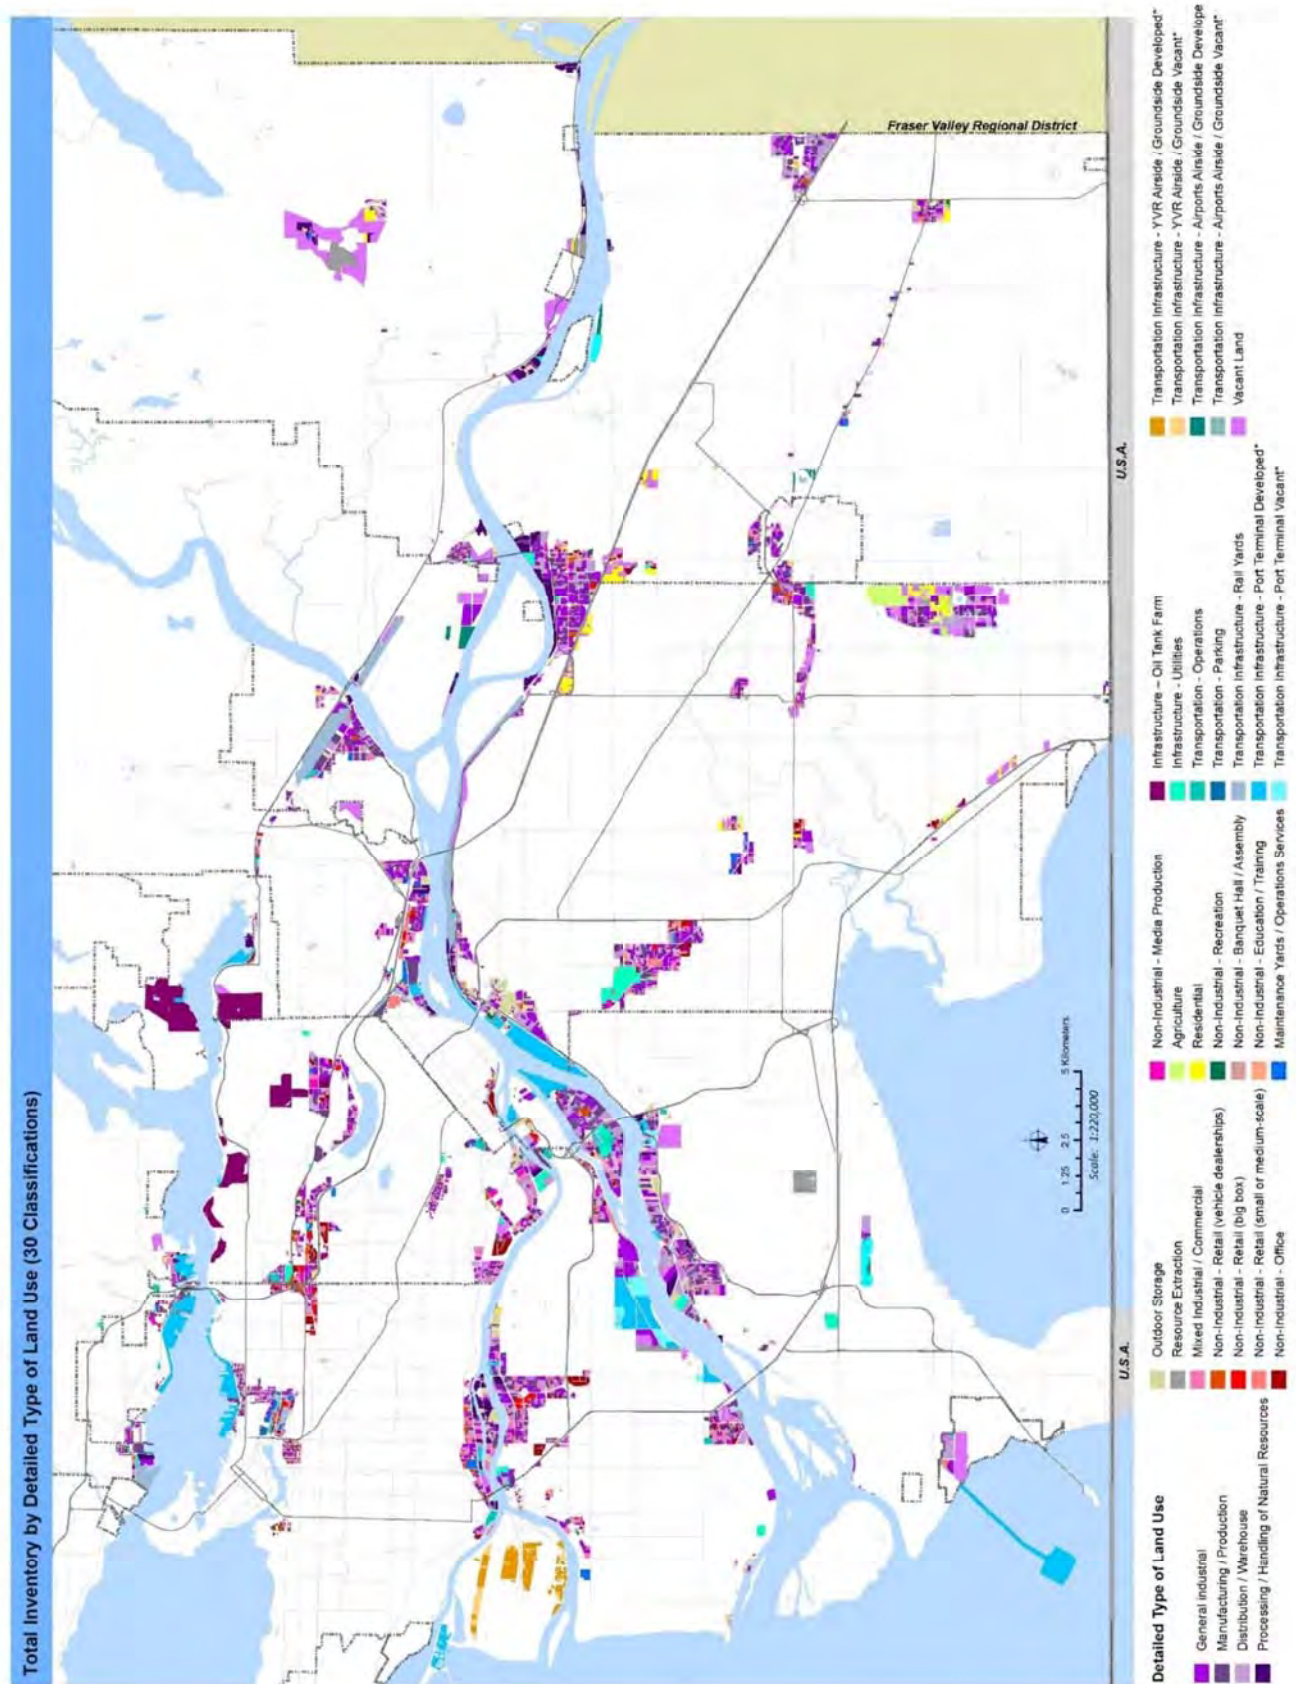 Total Inventory by Detailed Type of Land Use (30 Classifications)
Fraser Valley Regional District
U.S.A.
U.S.A.
0 1.25 2.5 5 Kilometers
Scale: 1:220,000
Detailed Type of Land Use
General industrial
Manufacturing / Production
Distribution / Warehouse
Processing / Handling of Natural Resources
Outdoor Storage
Resource Extraction
Mixed Industrial / Commercial
Non-Industrial - Retail (vehicle dealerships)
Non-Industrial - Retail (big box)
Non-Industrial - Retail (small or medium-scale)
Non-Industrial - Office
Non-Industrial - Media Production
Agriculture
Residential
Non-Industrial - Recreation
Non-Industrial - Banquet Hall / Assembly
Non-Industrial - Education / Training
Maintenance Yards / Operations Services
Infrastructure – Oil Tank Farm
Infrastructure - Utilities
Transportation - Operations
Transportation - Parking
Transportation Infrastructure - Rail Yards
Transportation Infrastructure - Port Terminal Developed*
Transportation Infrastructure - Port Terminal Vacant*
Transportation Infrastructure - YVR Airside / Groundside Developed*
Transportation Infrastructure - YVR Airside / Groundside Vacant*
Transportation Infrastructure - Airports Airside / Groundside Develope
Transportation Infrastructure - Airports Airside / Groundside Vacant*
Vacant Land